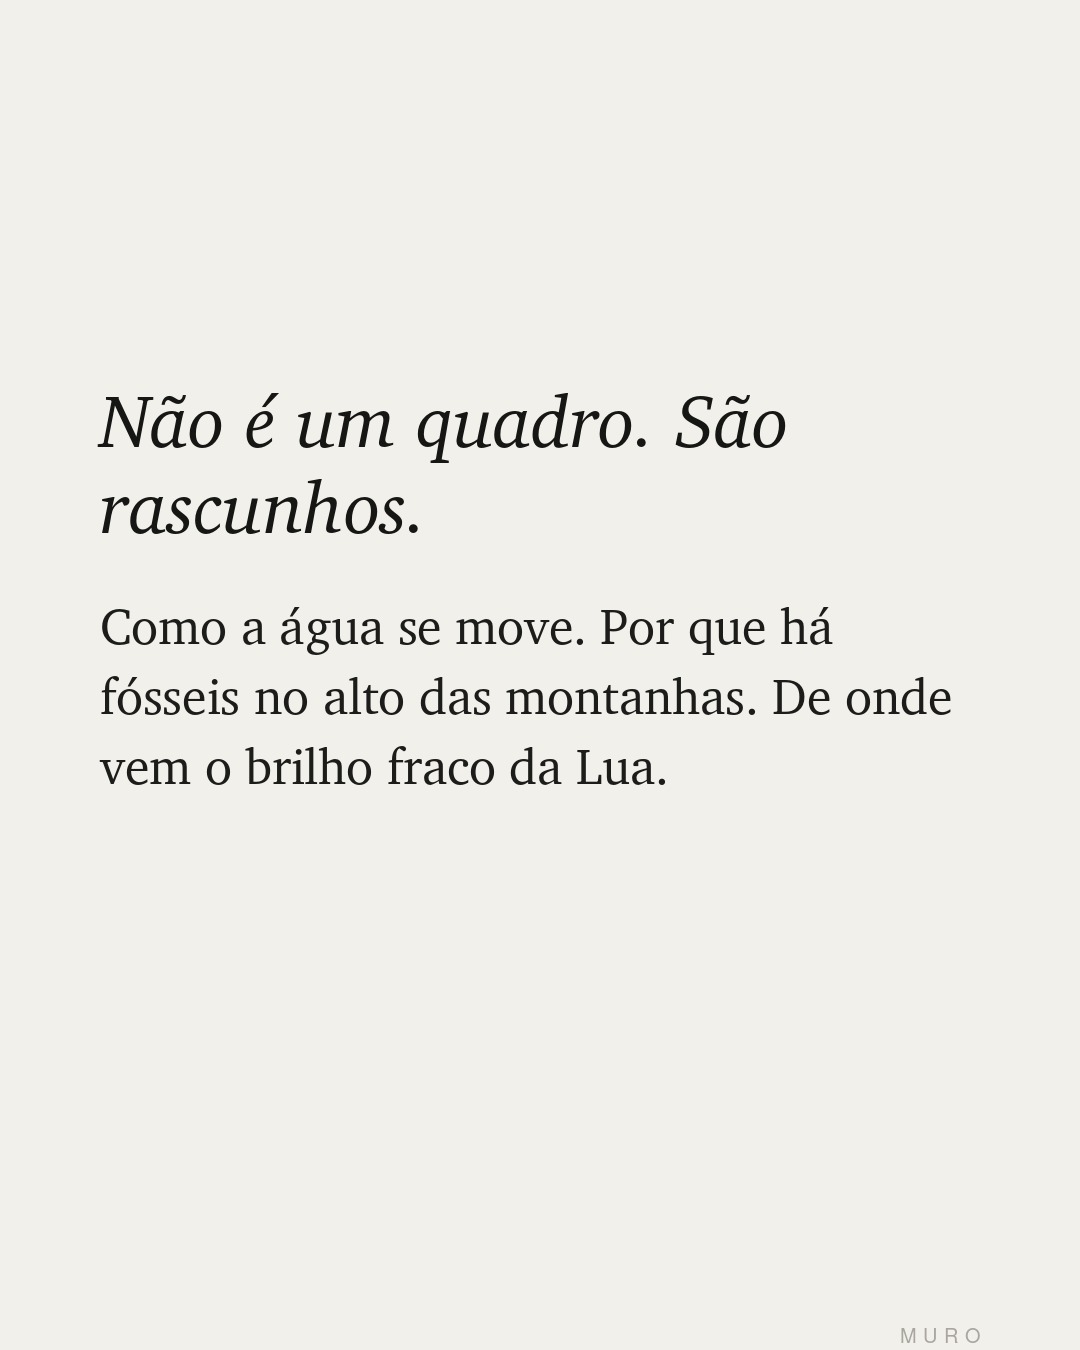 Não é um quadro. São
rascunhos.
Como a água se move. Por que há
fósseis no alto das montanhas. De onde
vem o brilho fraco da Lua.
MURO